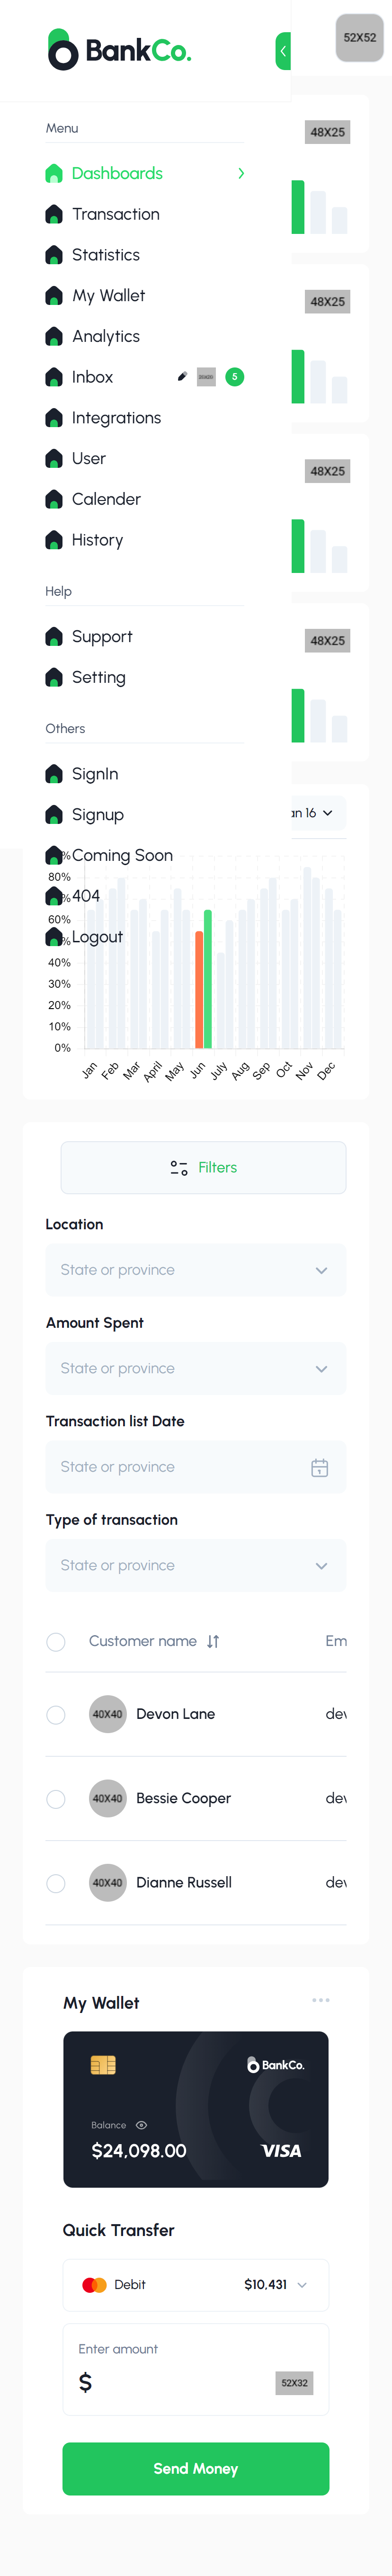 BankCo.
52X52
Menu
48X25
Dashboards
Transaction
Statistics
My Wallet
48X25
Analytics
Inbox
5
Integrations
User
48X25
Calender
History
Help
Support
48X25
Setting
Others
SignIn
Signup
an 16
Coming Soon
80%
404
60%
Logout
40%
30%
20%
10%
0%
Jan
Feb
Mar
April
May
Jun
July
Aug
Sep
Oct
Nov
Dec
Filters
Location
State or province
Amount Spent
State or province
Transaction list Date
State or province
Type of transaction
State or province
Customer name
Em
40X40
Devon Lane
dev
40X40
Bessie Cooper
dev
40X40
Dianne Russell
dev
My Wallet
BankCo.
Balance
$24,098.00
VISA
Quick Transfer
Debit
$10,431
Enter amount
$
52X32
Send Money